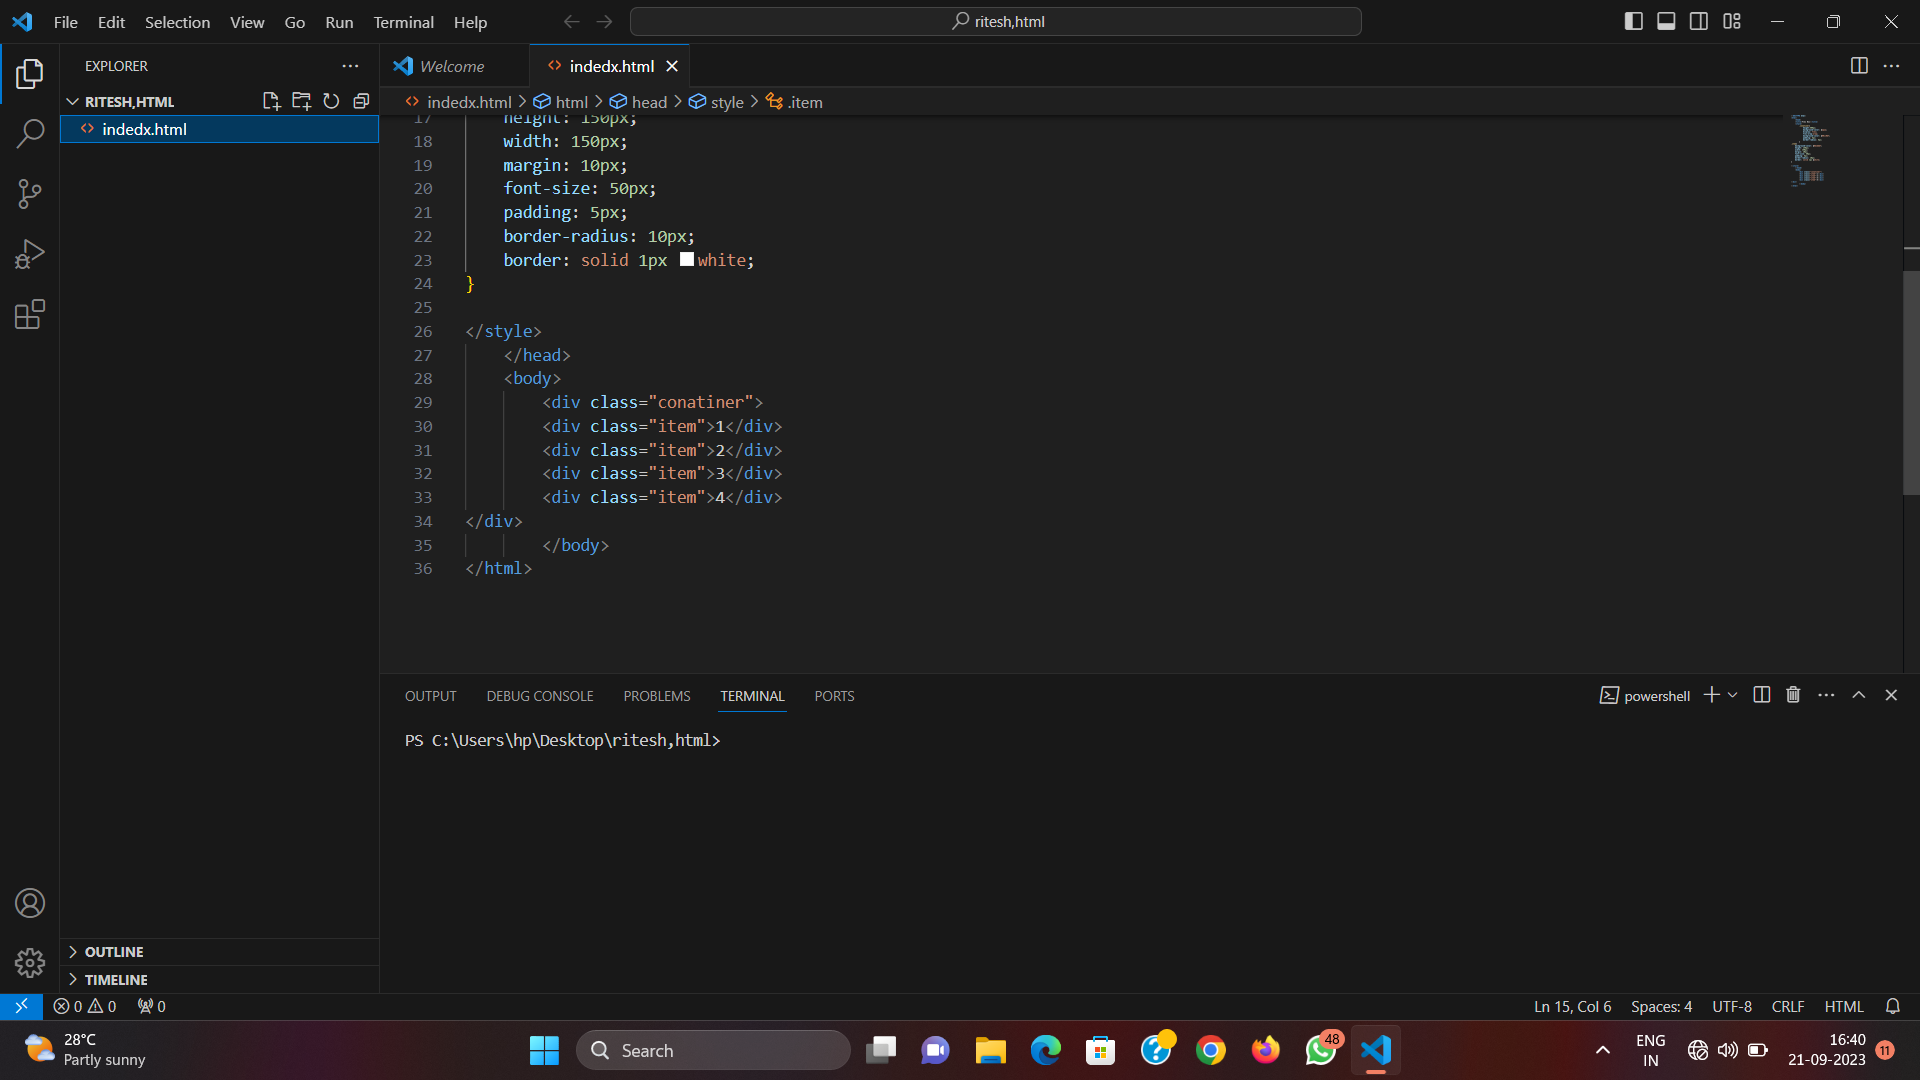 File Edit Selection View Go Run Terminal Help
ritesh,html
EXPLORER
RITESH,HTML
indedx.html
OUTLINE
TIMELINE
Welcome
indedx.html
indedx.html > html > head > style > .item
17 height: 150px;
18 width: 150px;
19 margin: 10px;
20 font-size: 50px;
21 padding: 5px;
22 border-radius: 10px;
23 border: solid 1px white;
24 }
25
26 </style>
27 </head>
28 <body>
29 <div class="conatiner">
30 <div class="item">1</div>
31 <div class="item">2</div>
32 <div class="item">3</div>
33 <div class="item">4</div>
34 </div>
35 </body>
36 </html>
OUTPUT DEBUG CONSOLE PROBLEMS TERMINAL PORTS
powershell
PS C:\Users\hp\Desktop\ritesh,html>
0 0 0
Ln 15, Col 6 Spaces: 4 UTF-8 CRLF HTML
28°C
Partly sunny
Search
48
ENG
IN
16:40
21-09-2023
11